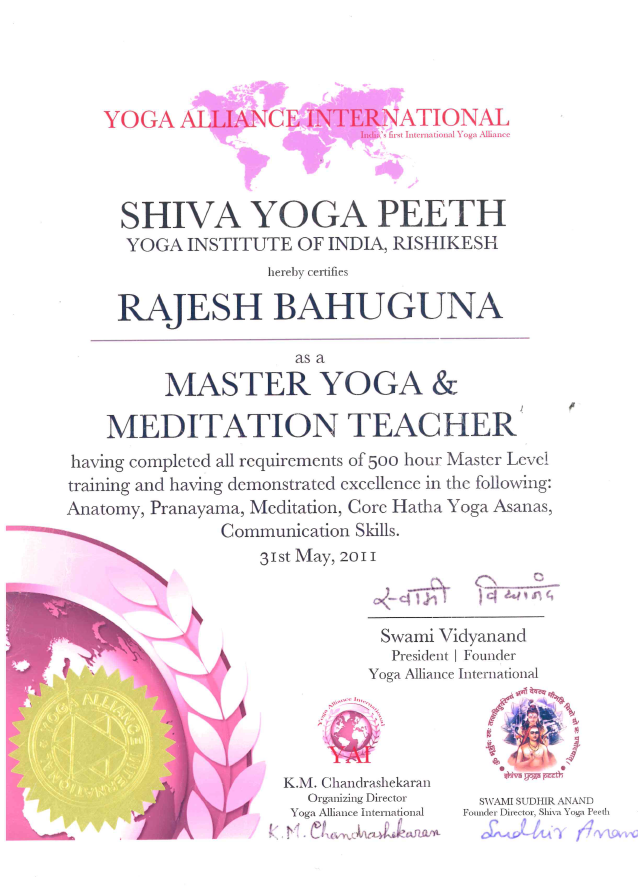 YOGA ALLIANCE INTERNATIONAL
India's first International Yoga Alliance
SHIVA YOGA PEETH
YOGA INSTITUTE OF INDIA, RISHIKESH
hereby certifies
RAJESH BAHUGUNA
as a
MASTER YOGA &
MEDITATION TEACHER
having completed all requirements of 500 hour Master Level
training and having demonstrated excellence in the following:
Anatomy, Pranayama, Meditation, Core Hatha Yoga Asanas,
Communication Skills.
31st May, 2011
स्वामी विद्यानंद
Swami Vidyanand
President | Founder
Yoga Alliance International
YOGA ALLIANCE INTERNATIONAL
Yoga Alliance International
YAI
K.M. Chandrashekaran
Organizing Director
Yoga Alliance International
K.M. Chandrashekaran
shiva yoga peeth
SWAMI SUDHIR ANAND
Founder Director, Shiva Yoga Peeth
Sudhir Anand